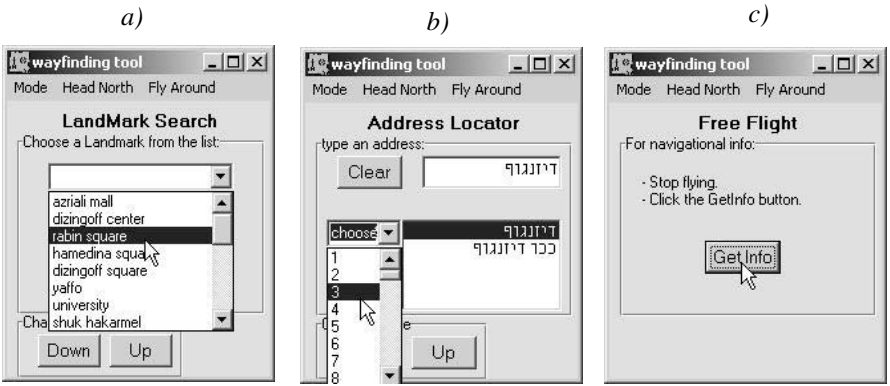 a)
b)
c)
wayfinding tool
Mode Head North Fly Around
LandMark Search
Choose a Landmark from the list:
azriali mall
dizingoff center
rabin square
hamedina squa
dizingoff square
yaffo
university
shuk hakarmel
Cha
Down Up
wayfinding tool
Mode Head North Fly Around
Address Locator
type an address:
Clear דיזנגוף
choose דיזנגוף
ככר דיזנגוף
1
2
3
4
5
6
7
8
e
Up
wayfinding tool
Mode Head North Fly Around
Free Flight
For navigational info:
- Stop flying.
- Click the GetInfo button.
Get Info